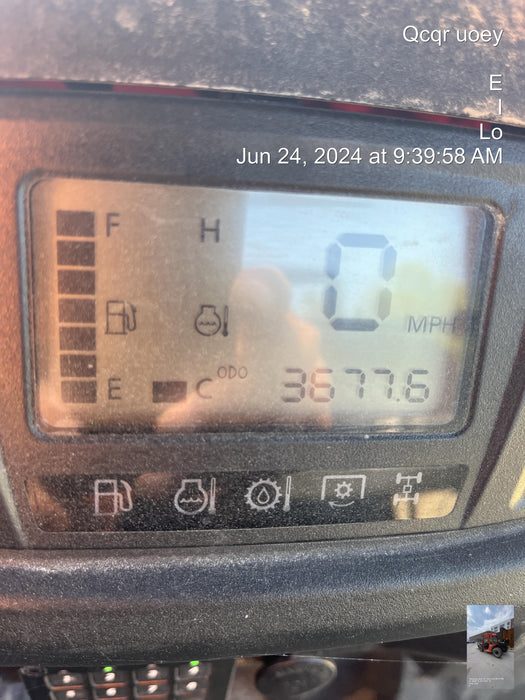 Qcqr uoey
E
I
Lo
Jun 24, 2024 at 9:39:58 AM
F H
0 MPH
E C ODO 3677.6